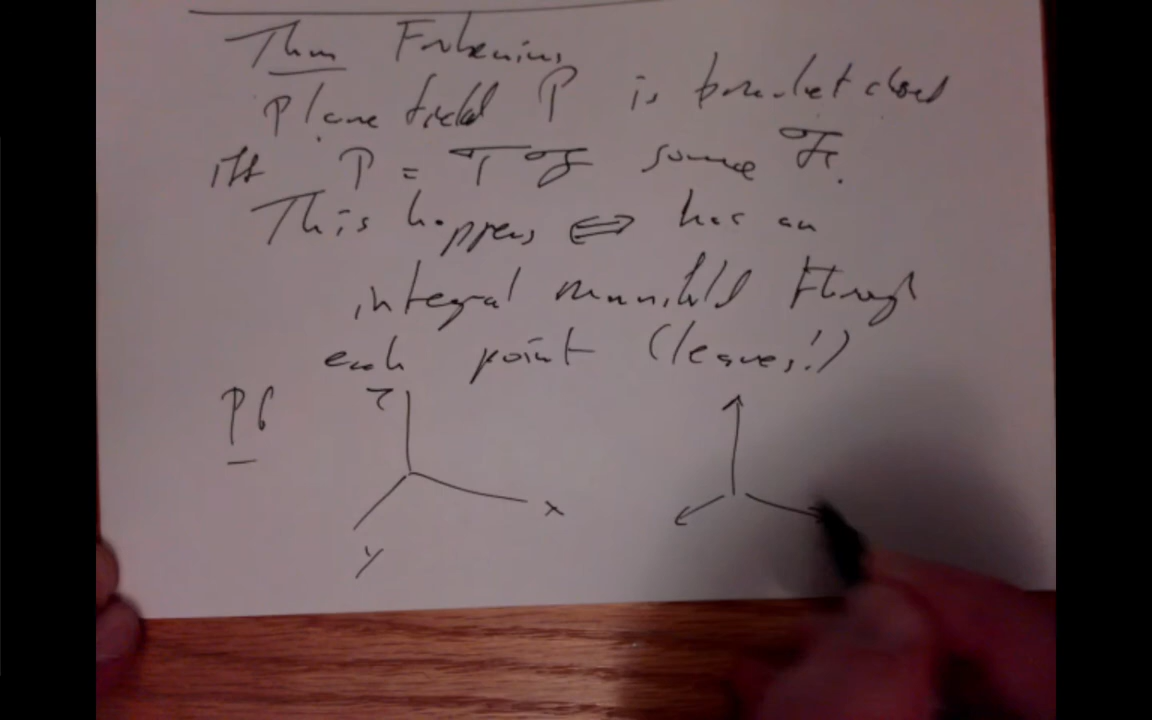 Thm Frobenius
Plane field P is bracket closed
iff P = TF some F.
This happens ⇔ has an
integral manifold through
each point (leaves!)
Pf z
x
y